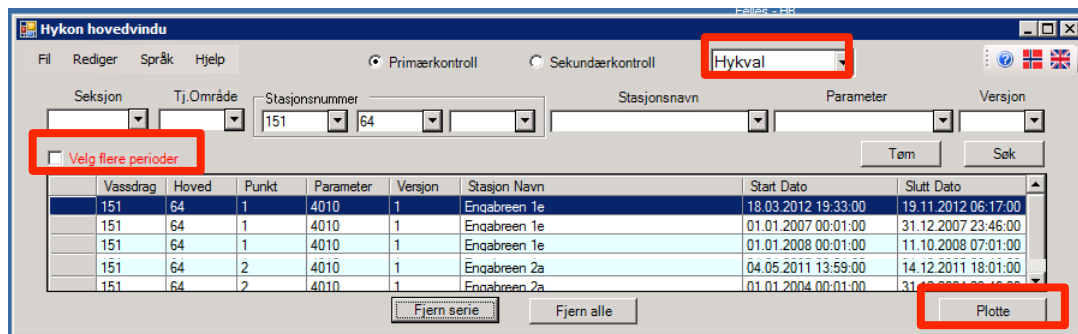 Felles - HB
Hykon hovedvindu
Fil Rediger Språk Hjelp
Primærkontroll Sekundærkontroll Hykval
Seksjon Tj.Område Stasjonsnummer Stasjonsnavn Parameter Versjon
151 64
Velg flere perioder Tøm Søk
Vassdrag Hoved Punkt Parameter Versjon Stasjon Navn Start Dato Slutt Dato
151 64 1 4010 1 Engabreen 1e 18.03.2012 19:33:00 19.11.2012 06:17:00
151 64 1 4010 1 Engabreen 1e 01.01.2007 00:01:00 31.12.2007 23:46:00
151 64 1 4010 1 Engabreen 1e 01.01.2008 00:01:00 11.10.2008 07:01:00
151 64 2 4010 1 Engabreen 2a 04.05.2011 13:59:00 14.12.2011 18:01:00
151 64 2 4010 1 Engabreen 2a 01.01.2004 00:01:00
Fjern serie Fjern alle Plotte